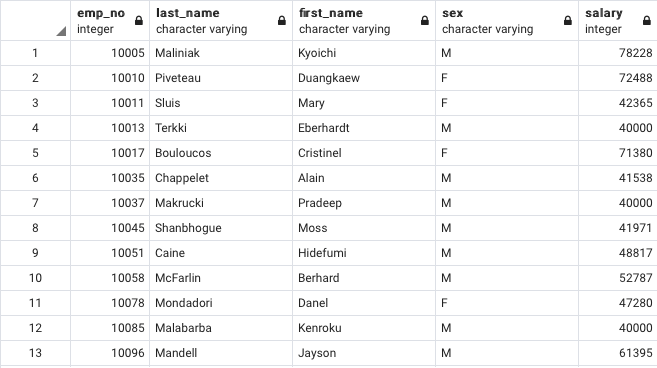 emp_no last_name first_name sex salary
integer character varying character varying character varying integer
1 10005 Maliniak Kyoichi M 78228
2 10010 Piveteau Duangkaew F 72488
3 10011 Sluis Mary F 42365
4 10013 Terkki Eberhardt M 40000
5 10017 Bouloucos Cristinel F 71380
6 10035 Chappelet Alain M 41538
7 10037 Makrucki Pradeep M 40000
8 10045 Shanbhogue Moss M 41971
9 10051 Caine Hidefumi M 48817
10 10058 McFarlin Berhard M 52787
11 10078 Mondadori Danel F 47280
12 10085 Malabarba Kenroku M 40000
13 10096 Mandell Jayson M 61395